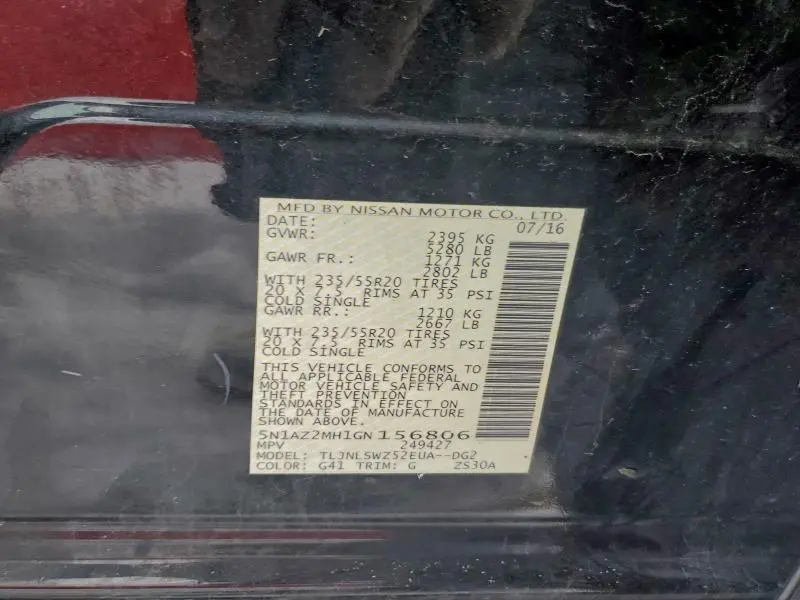 MFD BY NISSAN MOTOR CO., LTD.
DATE: 07/16
GVWR: 2395 KG
5280 LB
GAWR FR.: 1271 KG
2802 LB
WITH 235/55R20 TIRES
20 X 7.5 RIMS AT 35 PSI
COLD SINGLE
GAWR RR.: 1210 KG
2667 LB
WITH 235/55R20 TIRES
20 X 7.5 RIMS AT 35 PSI
COLD SINGLE
THIS VEHICLE CONFORMS TO
ALL APPLICABLE FEDERAL
MOTOR VEHICLE SAFETY AND
THEFT PREVENTION
STANDARDS IN EFFECT ON
THE DATE OF MANUFACTURE
SHOWN ABOVE.
5N1AZ2MH1GN156806
MPV 249427
MODEL: TLJNLSWZ52EUA--DG2
COLOR: G41 TRIM: G ZS30A